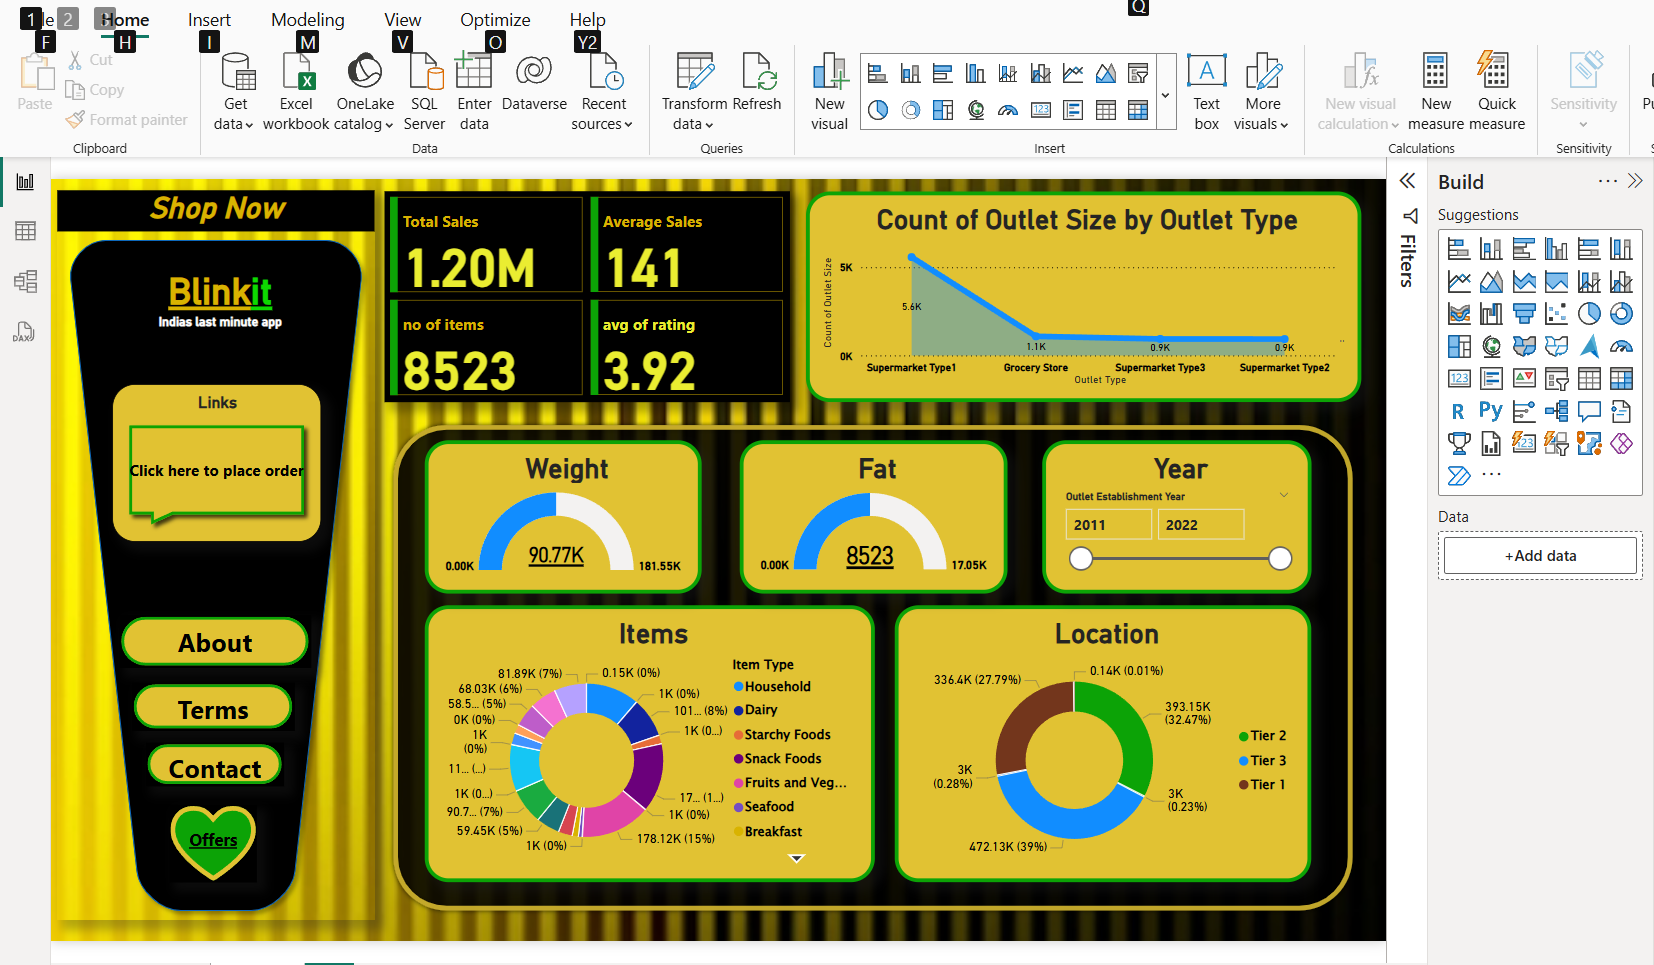 1 le 2 3 Home Insert Modeling View Optimize Help Q
F H I M V O Y2
Paste
Cut
Copy
Format painter
Clipboard
Get data
Excel workbook
OneLake catalog
SQL Server
Enter data
Dataverse
Recent sources
Data
Transform data
Refresh
Queries
New visual
Text box
More visuals
Insert
New visual calculation
New measure
Quick measure
Calculations
Sensitivity
Sensitivity
Shop Now
Blinkit
Indias last minute app
Links
Click here to place order
About
Terms
Contact
Offers
Total Sales
1.20M
Average Sales
141
no of items
8523
avg of rating
3.92
Count of Outlet Size by Outlet Type
Count of Outlet Size
5K
0K
5.6K
1.1K
0.9K
0.9K
Supermarket Type1
Grocery Store
Supermarket Type3
Supermarket Type2
Outlet Type
Weight
90.77K
0.00K
181.55K
Fat
8523
0.00K
17.05K
Year
Outlet Establishment Year
2011
2022
Items
81.89K (7%)
0.15K (0%)
68.03K (6%)
1K (0%)
58.5... (5%)
101... (8%)
0K (0%)
1K (0...)
1K
(0%)
11... (...)
1K (0...)
17... (1...)
90.7... (7%)
1K (0%)
59.45K (5%)
178.12K (15%)
1K (0%)
Item Type
Household
Dairy
Starchy Foods
Snack Foods
Fruits and Veg...
Seafood
Breakfast
Location
0.14K (0.01%)
336.4K (27.79%)
393.15K
(32.47%)
3K
(0.28%)
3K
(0.23%)
472.13K (39%)
Tier 2
Tier 3
Tier 1
Filters
Build
Suggestions
123
R Py
123
Data
+Add data
DAX